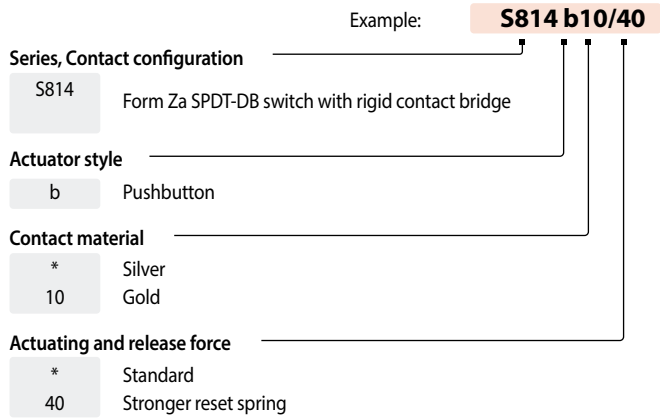 Example: S814 b10/40
Series, Contact configuration
S814 Form Za SPDT-DB switch with rigid contact bridge
Actuator style
b Pushbutton
Contact material
* Silver
10 Gold
Actuating and release force
* Standard
40 Stronger reset spring